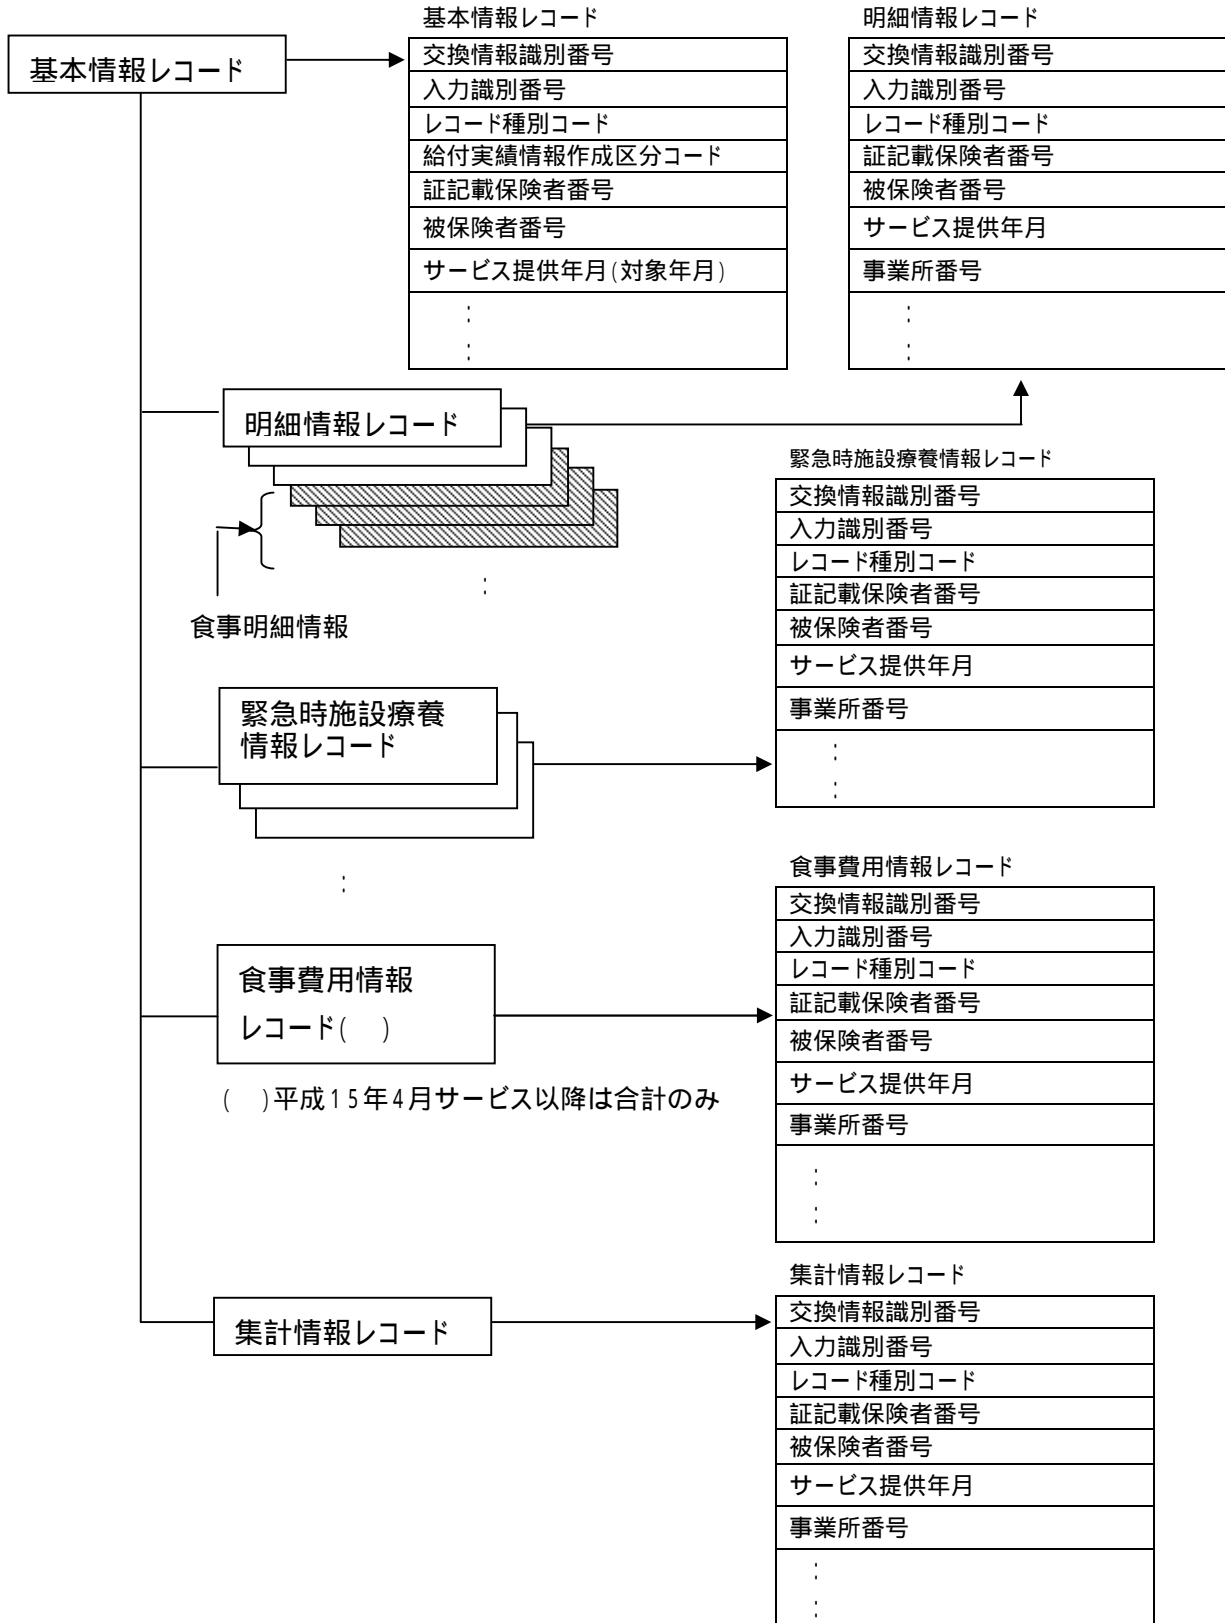 基本情報レコード
基本情報レコード
交換情報識別番号
入力識別番号
レコード種別コード
給付実績情報作成区分コード
証記載保険者番号
被保険者番号
サービス提供年月(対象年月)
:
:
明細情報レコード
交換情報識別番号
入力識別番号
レコード種別コード
証記載保険者番号
被保険者番号
サービス提供年月
事業所番号
:
:
明細情報レコード
:
食事明細情報
緊急時施設療養情報レコード
交換情報識別番号
入力識別番号
レコード種別コード
証記載保険者番号
被保険者番号
サービス提供年月
事業所番号
:
:
緊急時施設療養
情報レコード
:
食事費用情報レコード
交換情報識別番号
入力識別番号
レコード種別コード
証記載保険者番号
被保険者番号
サービス提供年月
事業所番号
:
:
食事費用情報
レコード( )
( )平成15年4月サービス以降は合計のみ
集計情報レコード
集計情報レコード
交換情報識別番号
入力識別番号
レコード種別コード
証記載保険者番号
被保険者番号
サービス提供年月
事業所番号
:
: